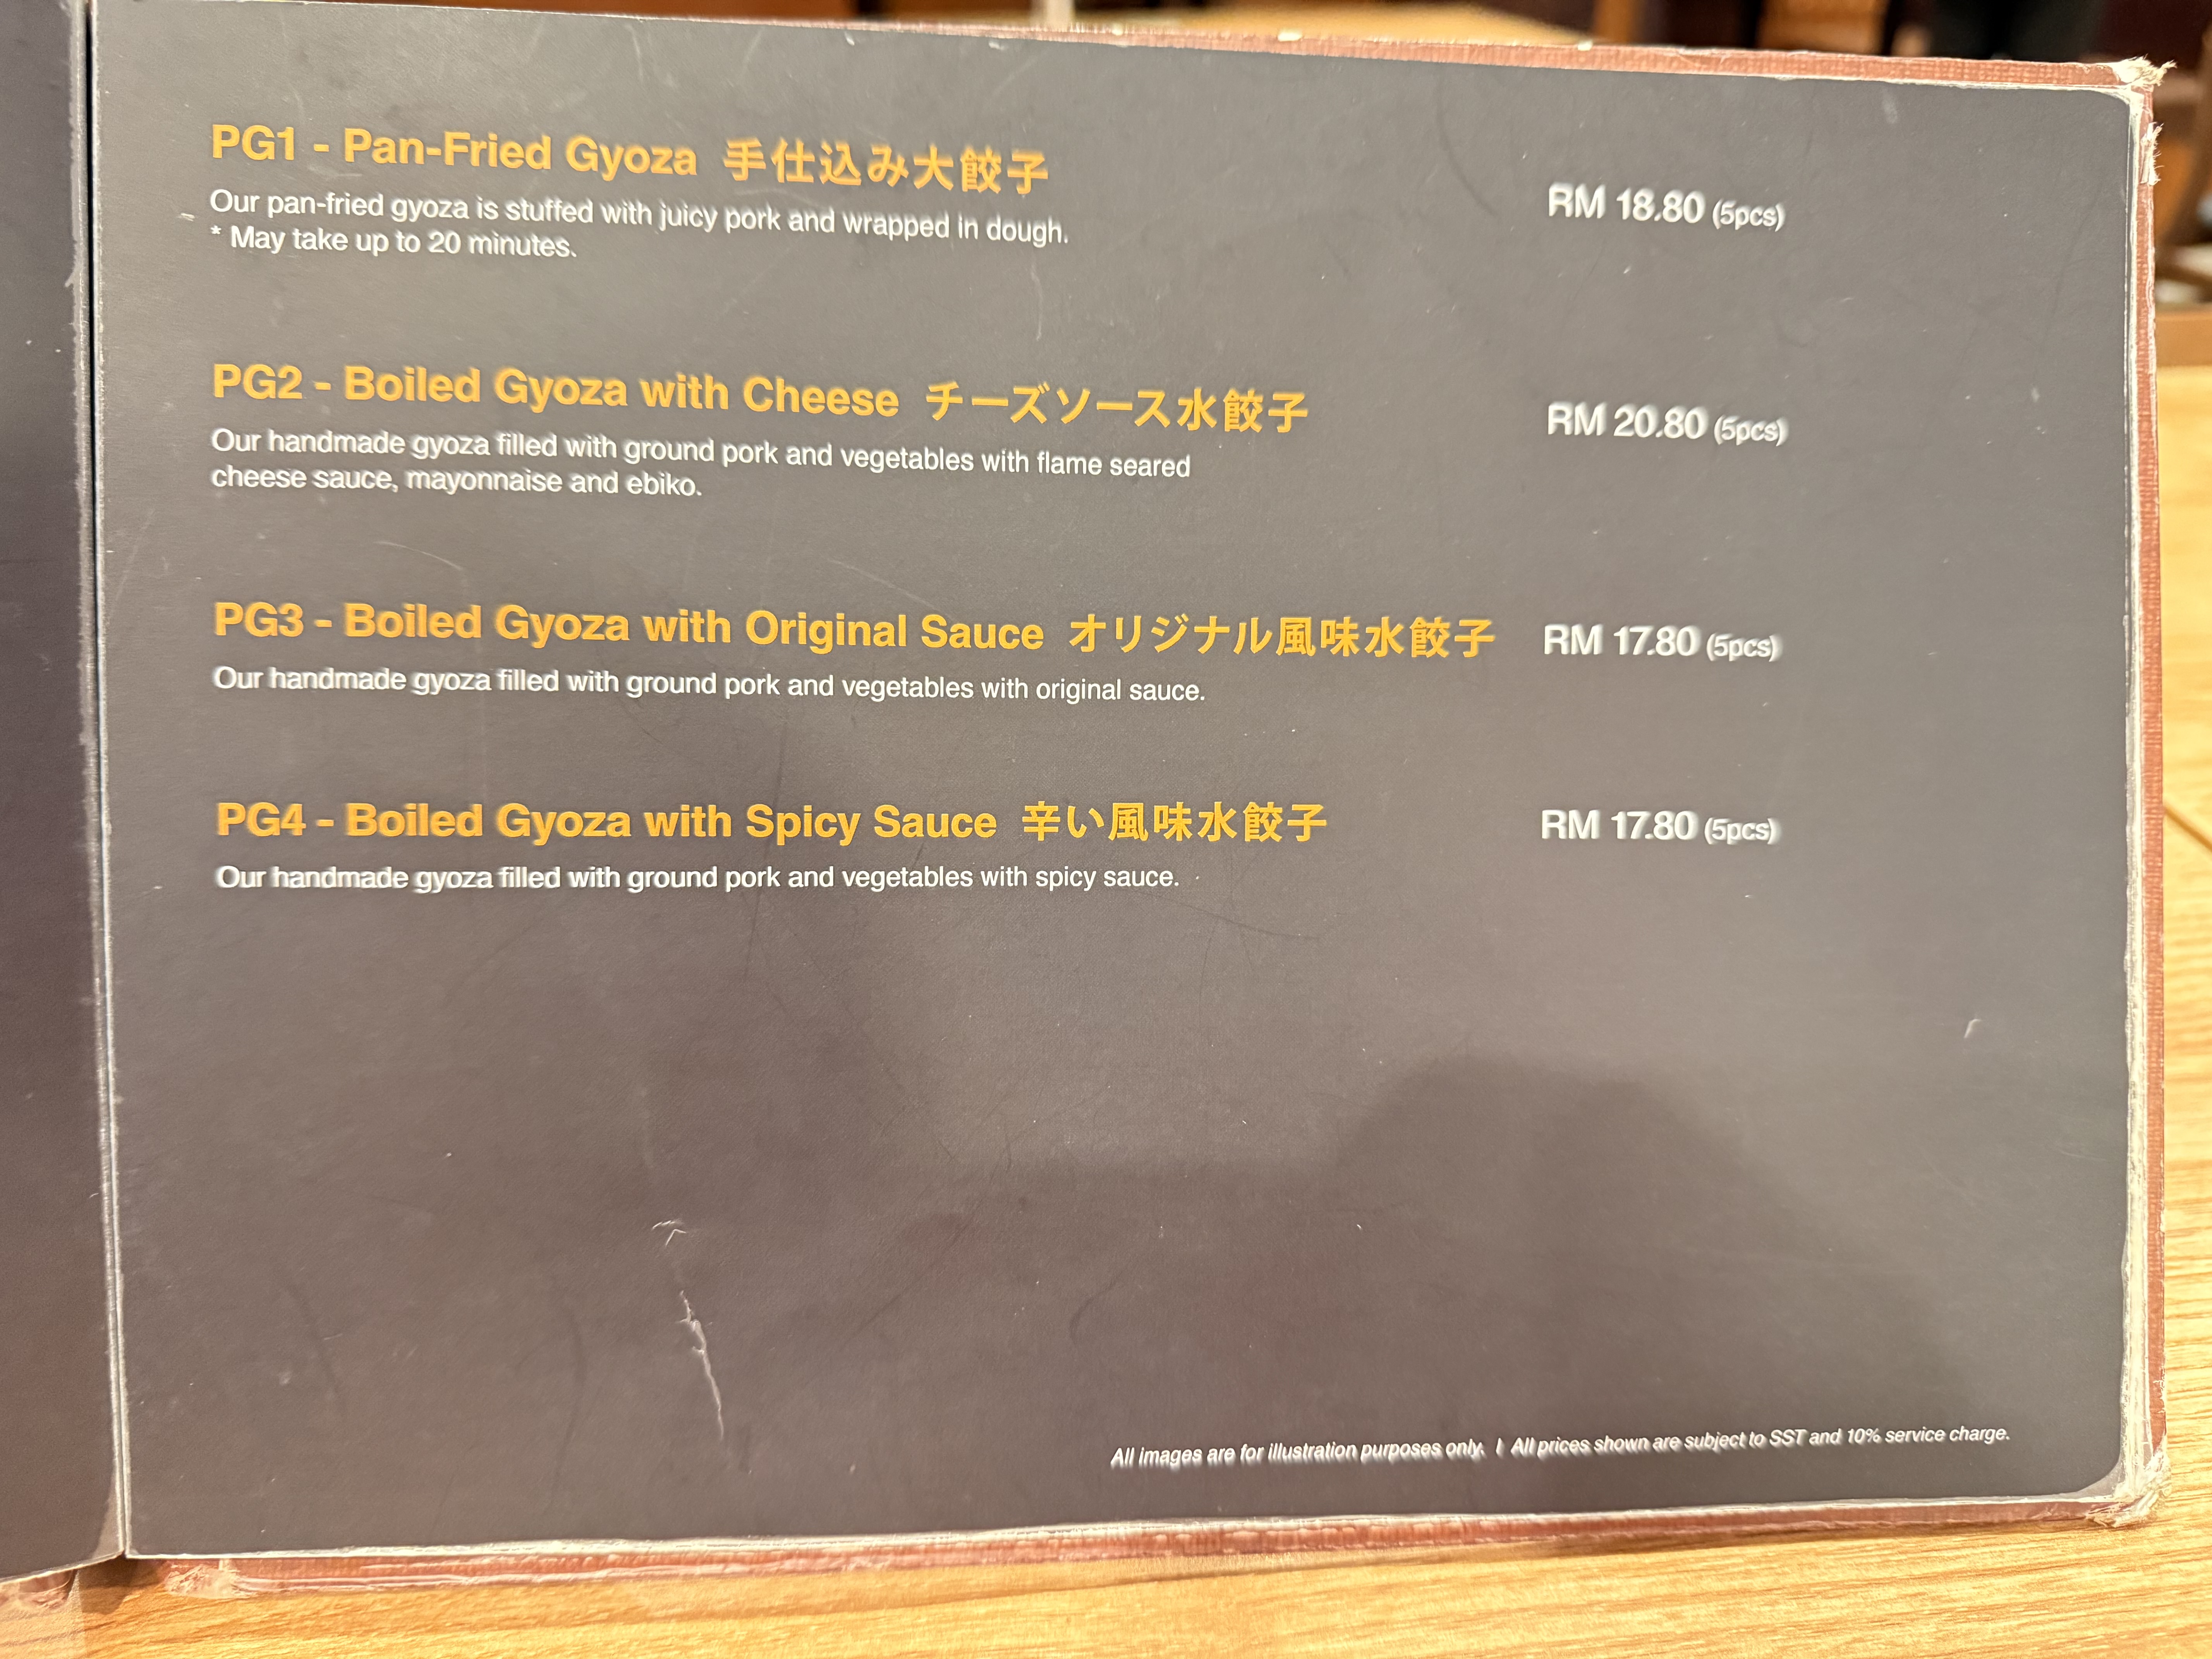 PG1 - Pan-Fried Gyoza 手仕込み大餃子
RM 18.80 (5pcs)
Our pan-fried gyoza is stuffed with juicy pork and wrapped in dough.
* May take up to 20 minutes.
PG2 - Boiled Gyoza with Cheese チーズソース水餃子
RM 20.80 (5pcs)
Our handmade gyoza filled with ground pork and vegetables with flame seared
cheese sauce, mayonnaise and ebiko.
PG3 - Boiled Gyoza with Original Sauce オリジナル風味水餃子 RM 17.80 (5pcs)
Our handmade gyoza filled with ground pork and vegetables with original sauce.
PG4 - Boiled Gyoza with Spicy Sauce 辛い風味水餃子 RM 17.80 (5pcs)
Our handmade gyoza filled with ground pork and vegetables with spicy sauce.
All images are for illustration purposes only. | All prices shown are subject to SST and 10% service charge.